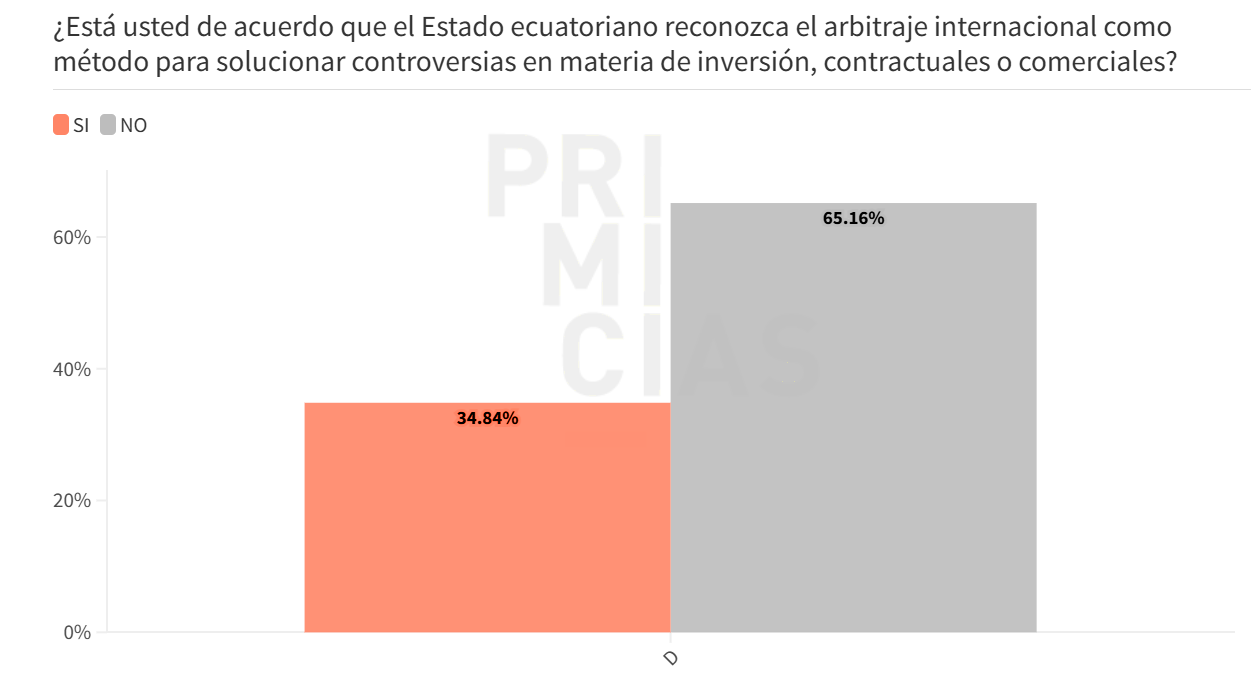 ¿Está usted de acuerdo que el Estado ecuatoriano reconozca el arbitraje internacional como
método para solucionar controversias en materia de inversión, contractuales o comerciales?
SI NO
PRI
MI
CIAS
65.16%
60%
40%
34.84%
20%
0%
D